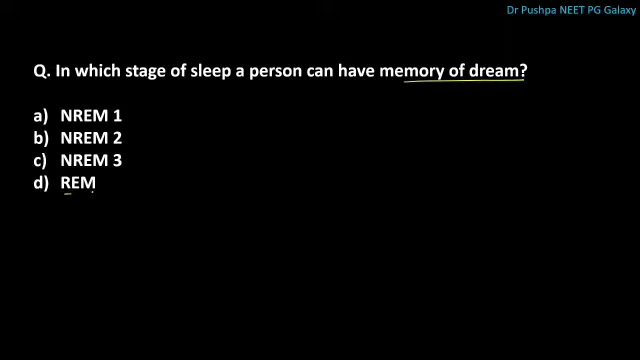 Dr Pushpa NEET PG Galaxy
Q. In which stage of sleep a person can have memory of dream?
a) NREM 1
b) NREM 2
c) NREM 3
d) REM